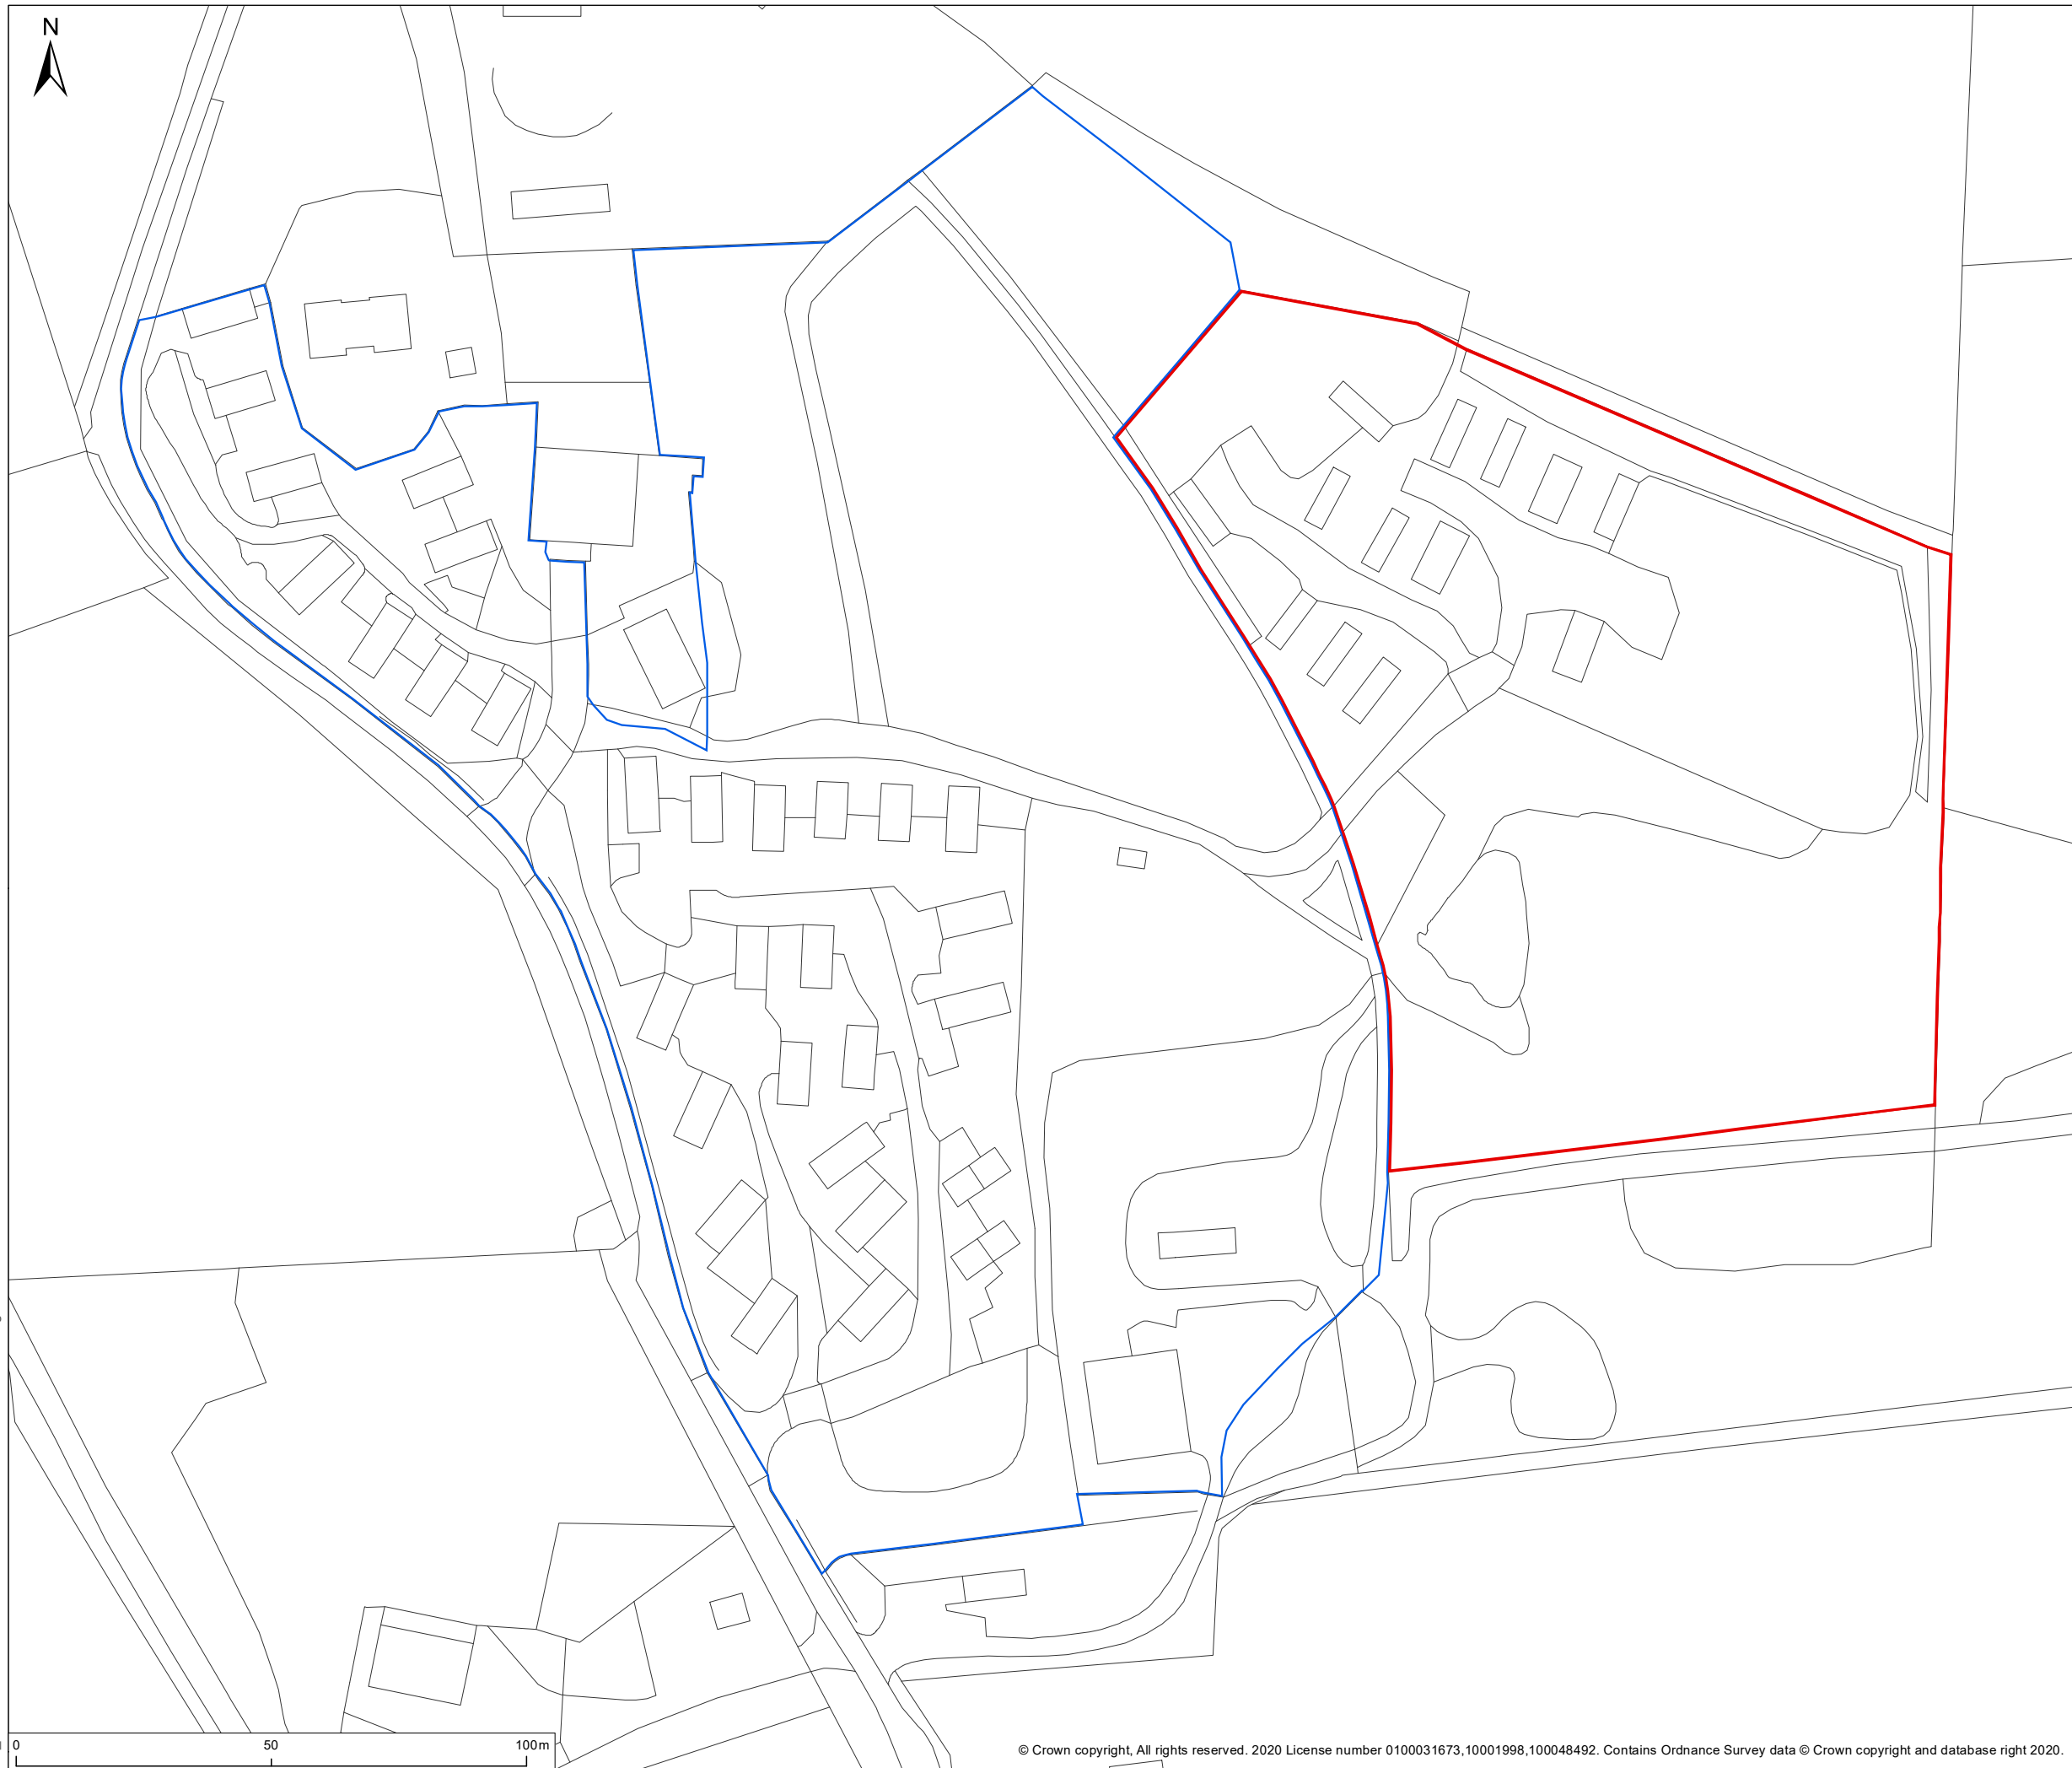 N
0 50 100m
© Crown copyright, All rights reserved. 2020 License number 0100031673,10001998,100048492. Contains Ordnance Survey data © Crown copyright and database right 2020.